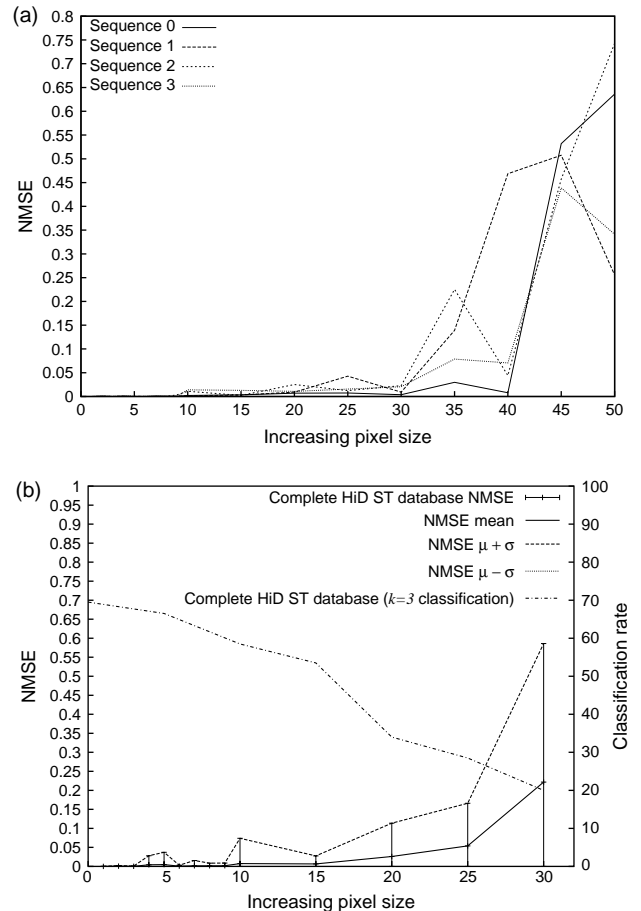 (a)
0.8
0.75
0.7
0.65
0.6
0.55
0.5
0.45
0.4
0.35
0.3
0.25
0.2
0.15
0.1
0.05
0
NMSE
Sequence 0
Sequence 1
Sequence 2
Sequence 3
0 5 10 15 20 25 30 35 40 45 50
Increasing pixel size
(b)
1
0.95
0.9
0.85
0.8
0.75
0.7
0.65
0.6
0.55
0.5
0.45
0.4
0.35
0.3
0.25
0.2
0.15
0.1
0.05
0
NMSE
Complete HiD ST database NMSE
NMSE mean
NMSE μ + σ
NMSE μ − σ
Complete HiD ST database (k=3 classification)
100
90
80
70
60
50
40
30
20
10
0
Classification rate
0 5 10 15 20 25 30
Increasing pixel size